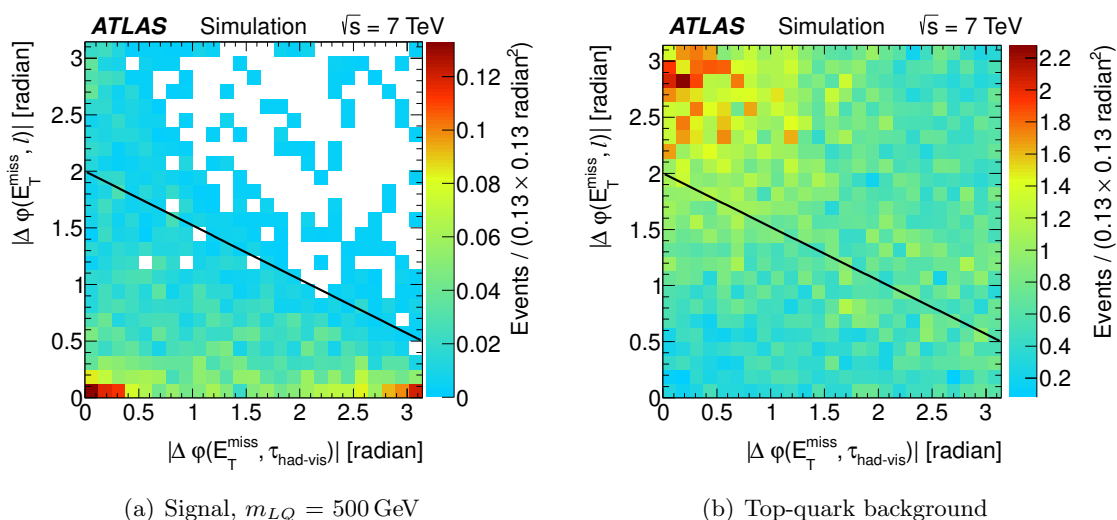 ATLAS Simulation √s = 7 TeV
|Δ φ(E_T^miss, l)| [radian]
3
2.5
2
1.5
1
0.5
0
0 0.5 1 1.5 2 2.5 3
|Δ φ(E_T^miss, τ_had-vis)| [radian]
0.12
0.1
0.08
0.06
0.04
0.02
0
Events / (0.13 × 0.13 radian²)
(a) Signal, m_LQ = 500 GeV
ATLAS Simulation √s = 7 TeV
|Δ φ(E_T^miss, l)| [radian]
3
2.5
2
1.5
1
0.5
0
0 0.5 1 1.5 2 2.5 3
|Δ φ(E_T^miss, τ_had-vis)| [radian]
2.2
2
1.8
1.6
1.4
1.2
1
0.8
0.6
0.4
0.2
Events / (0.13 × 0.13 radian²)
(b) Top-quark background